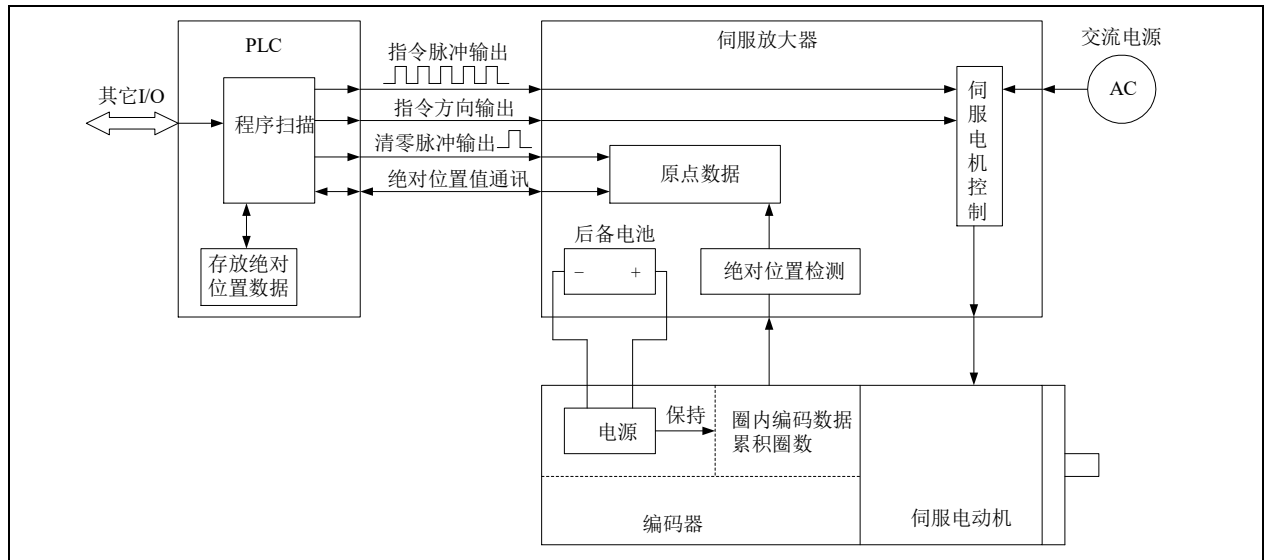 PLC
指令脉冲输出
伺服放大器
交流电源
其它I/O
程序扫描
指令方向输出
清零脉冲输出
绝对位置值通讯
原点数据
伺
服
电
机
控
制
AC
存放绝对
位置数据
后备电池
− +
绝对位置检测
电源
保持
圈内编码数据
累积圈数
编码器
伺服电动机